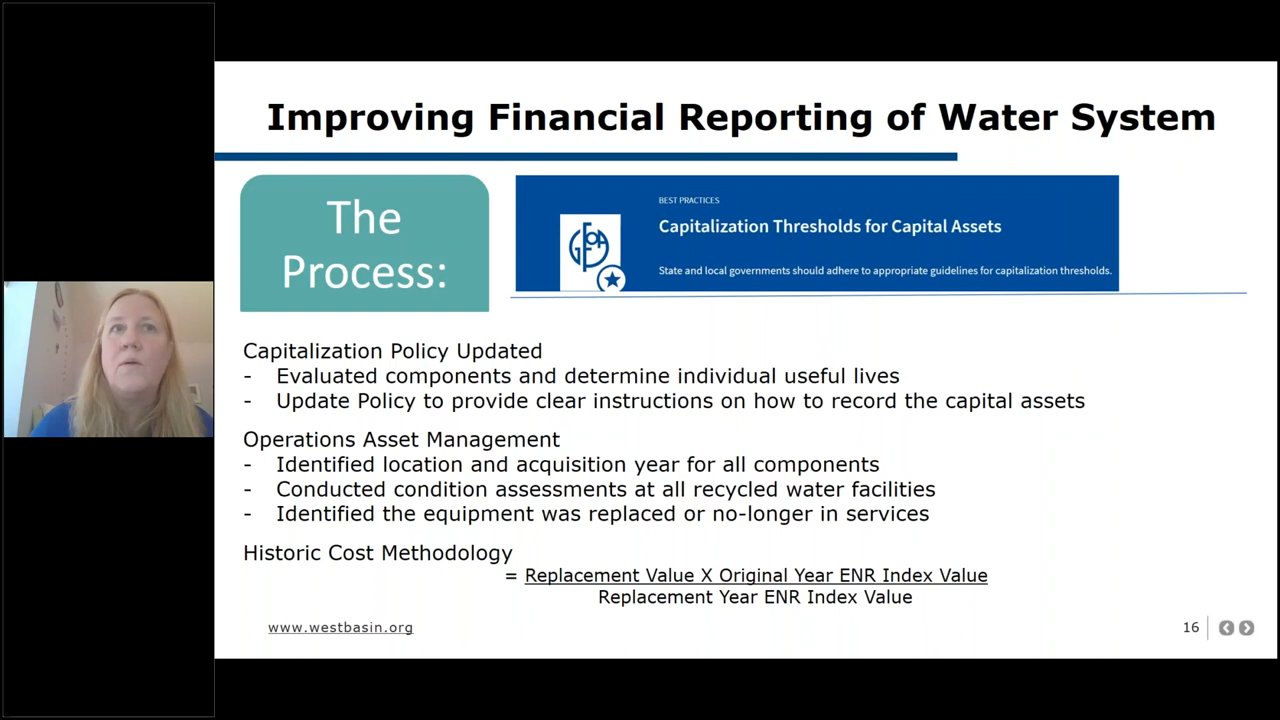 Improving Financial Reporting of Water System
The
Process:
BEST PRACTICES
Capitalization Thresholds for Capital Assets
GFOA
State and local governments should adhere to appropriate guidelines for capitalization thresholds.
Capitalization Policy Updated
- Evaluated components and determine individual useful lives
- Update Policy to provide clear instructions on how to record the capital assets
Operations Asset Management
- Identified location and acquisition year for all components
- Conducted condition assessments at all recycled water facilities
- Identified the equipment was replaced or no-longer in services
Historic Cost Methodology
= Replacement Value X Original Year ENR Index Value
Replacement Year ENR Index Value
www.westbasin.org
16